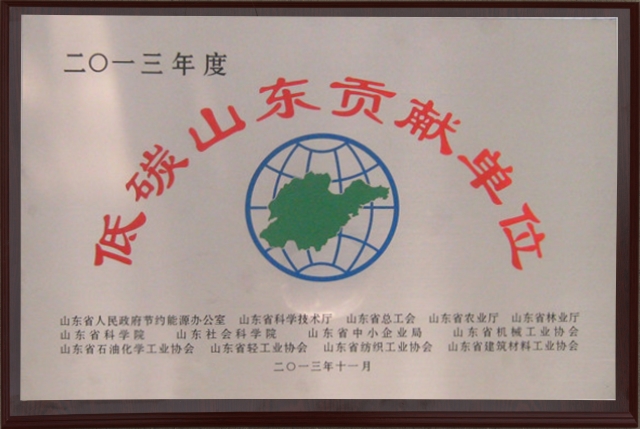 二〇一三年度
低碳山东贡献单位
山东省人民政府节约能源办公室 山东省科学技术厅 山东省总工会 山东省农业厅 山东省林业厅
山东省科学院 山东社会科学院 山东省中小企业局 山东省机械工业协会
山东省石油化学工业协会 山东省轻工业协会 山东省纺织工业协会 山东省建筑材料工业协会
二〇一三年十一月